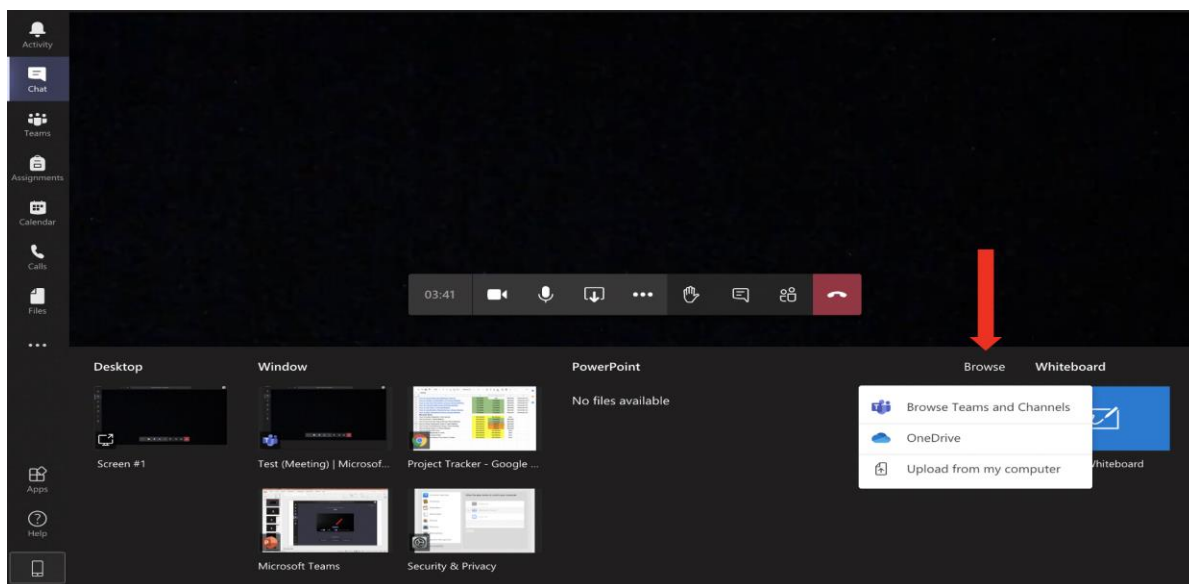 Activity
Chat
Teams
Assignments
Calendar
Calls
Files
Apps
Help
03:41
Desktop
Window
PowerPoint
Browse
Whiteboard
No files available
Browse Teams and Channels
OneDrive
Upload from my computer
Whiteboard
Screen #1
Test (Meeting) | Microsof...
Project Tracker - Google ...
Microsoft Teams
Security & Privacy